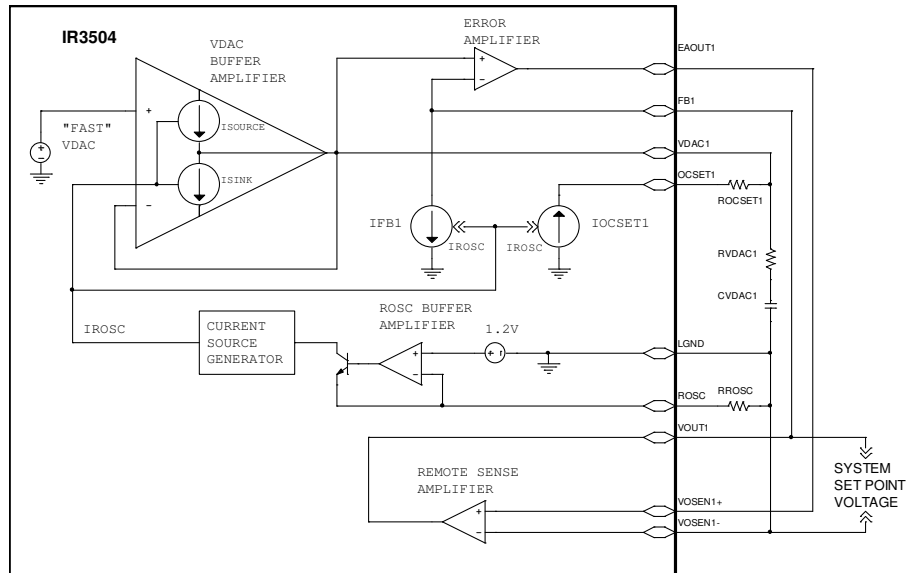 IR3504
VDAC
BUFFER
AMPLIFIER
ERROR
AMPLIFIER
EAOUT1
+
-
"FAST"
VDAC
+
-
+
-
ISOURCE
ISINK
FB1
VDAC1
OCSET1
ROCSET1
IFB1
IROSC
IROSC
IOCSET1
RVDAC1
CVDAC1
IROSC
CURRENT
SOURCE
GENERATOR
ROSC BUFFER
AMPLIFIER
+
-
1.2V
+ -
LGND
ROSC
RROSC
VOUT1
SYSTEM
SET POINT
VOLTAGE
REMOTE SENSE
AMPLIFIER
+
-
VOSEN1+
VOSEN1-